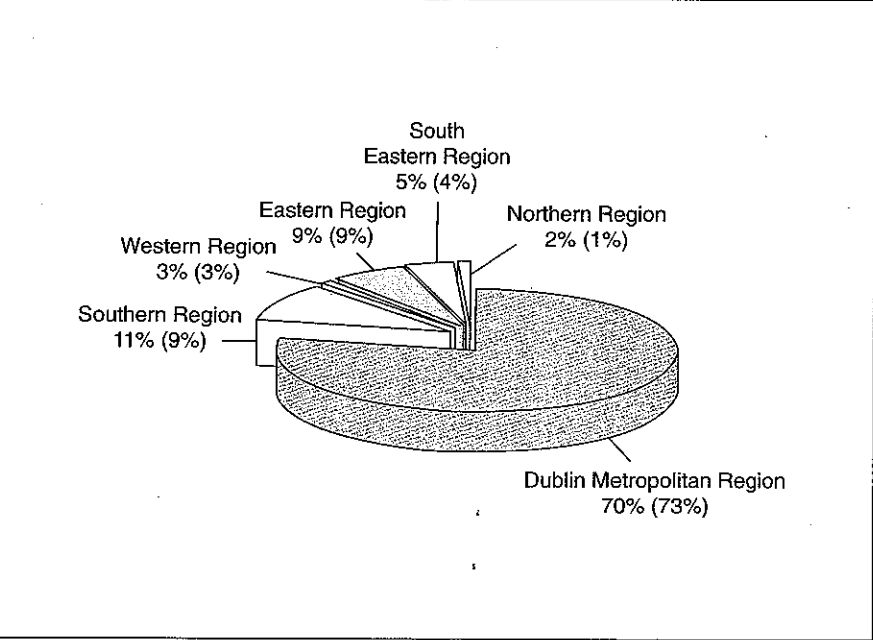 South
Eastern Region
5% (4%)
Eastern Region
9% (9%)
Northern Region
2% (1%)
Western Region
3% (3%)
Southern Region
11% (9%)
Dublin Metropolitan Region
70% (73%)